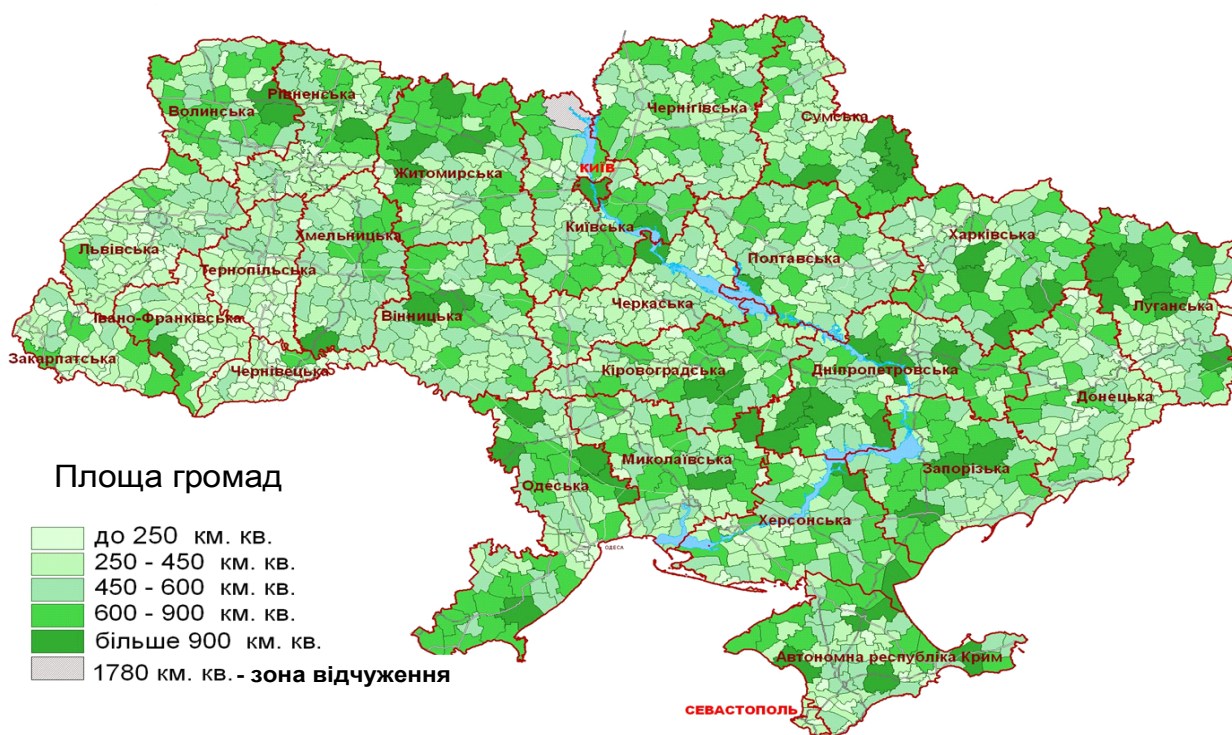 Волинська
Рівненська
Чернігівська
Сумська
Житомирська
КИЇВ
Київська
Львівська
Хмельницька
Тернопільська
Полтавська
Харківська
Черкаська
Луганська
Івано-Франківська
Вінницька
Закарпатська
Чернівецька
Кіровоградська
Дніпропетровська
Донецька
Миколаївська
Запорізька
Одеська
Херсонська
ОДЕСА
Автономна республіка Крим
СЕВАСТОПОЛЬ
Площа громад
до 250 км. кв.
250 - 450 км. кв.
450 - 600 км. кв.
600 - 900 км. кв.
більше 900 км. кв.
1780 км. кв. - зона відчуження